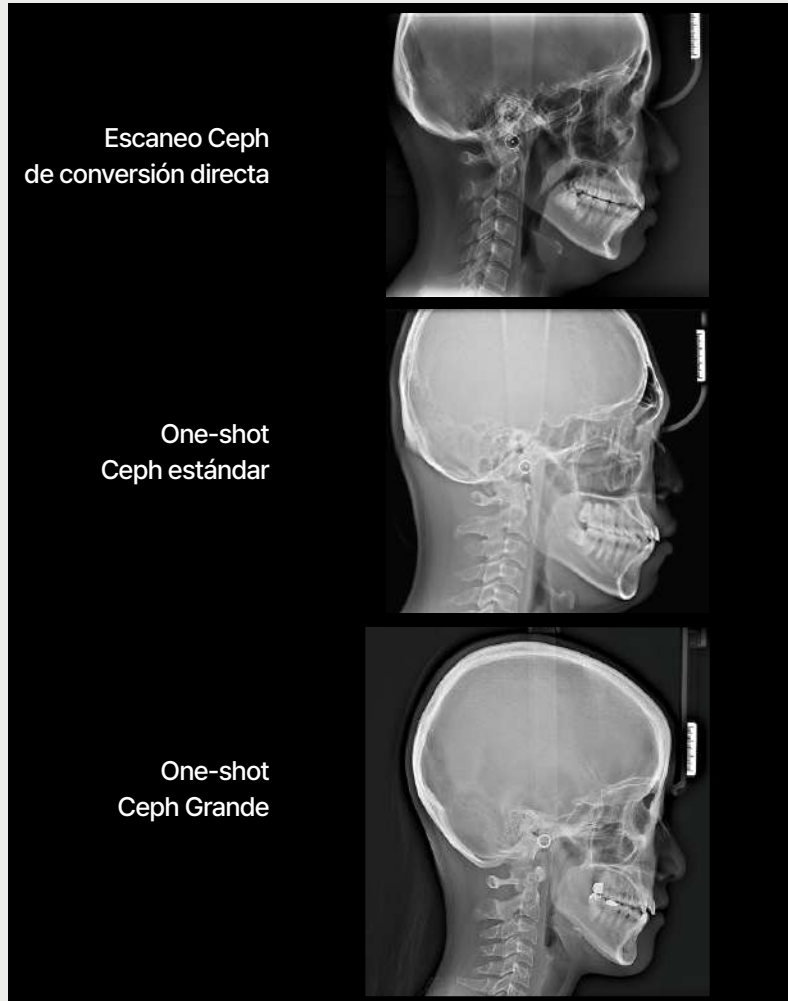 Escaneo Ceph
de conversión directa
One-shot
Ceph estándar
One-shot
Ceph Grande